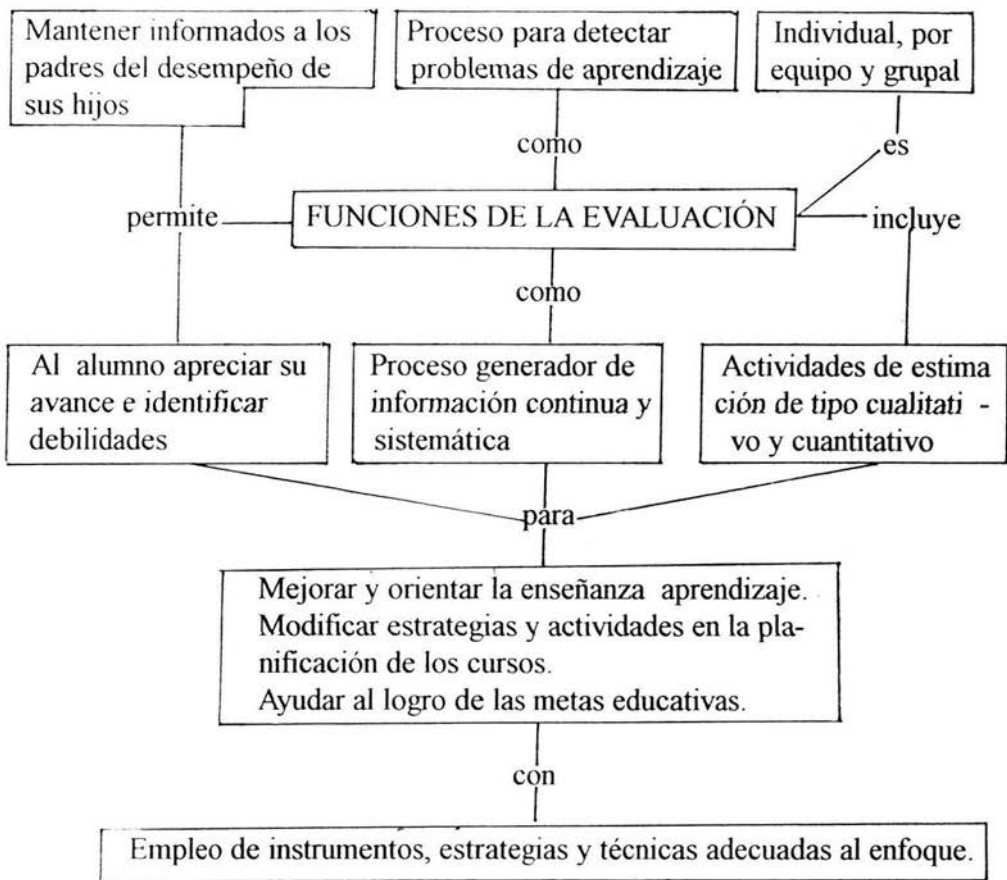 Mantener informados a los
padres del desempeño de
sus hijos
Proceso para detectar
problemas de aprendizaje
Individual, por
equipo y grupal
como
es
permite
FUNCIONES DE LA EVALUACIÓN
incluye
como
Al alumno apreciar su
avance e identificar
debilidades
Proceso generador de
información continua y
sistemática
Actividades de estima
ción de tipo cualitati -
vo y cuantitativo
para
Mejorar y orientar la enseñanza aprendizaje.
Modificar estrategias y actividades en la pla-
nificación de los cursos.
Ayudar al logro de las metas educativas.
con
Empleo de instrumentos, estrategias y técnicas adecuadas al enfoque.